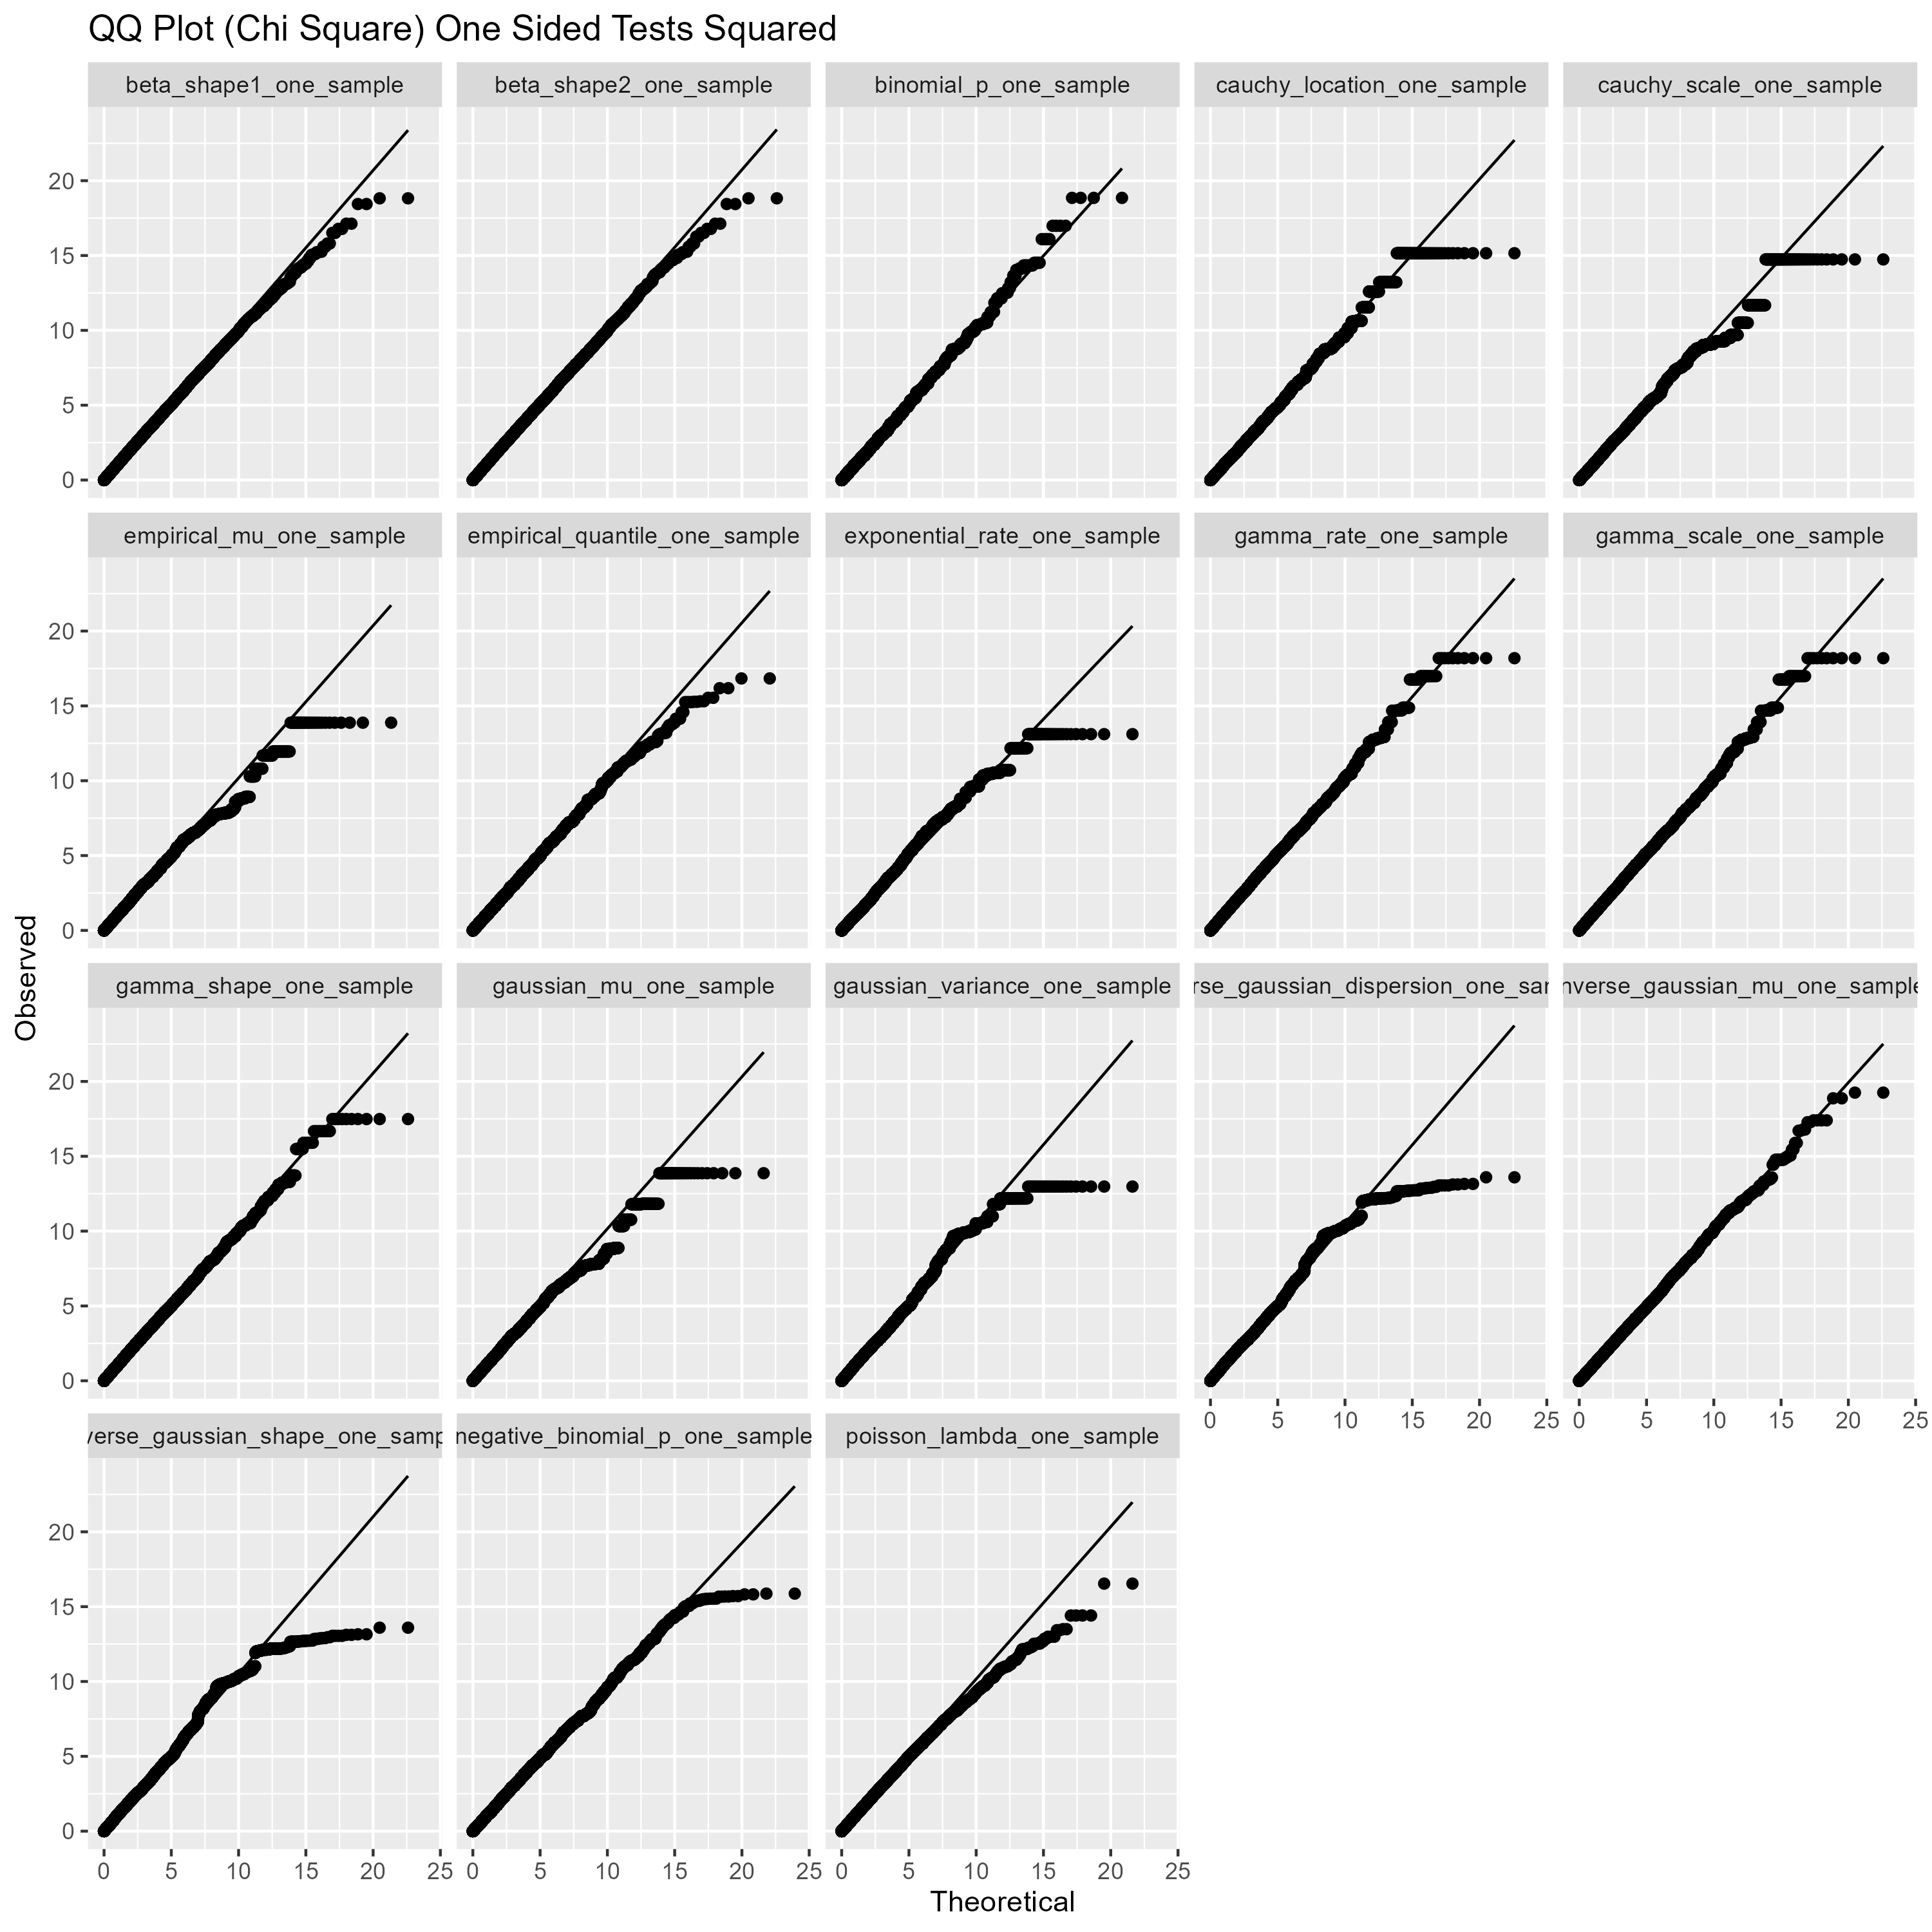 QQ Plot (Chi Square) One Sided Tests Squared
beta_shape1_one_sample beta_shape2_one_sample binomial_p_one_sample cauchy_location_one_sample cauchy_scale_one_sample
20
15
10
5
0
empirical_mu_one_sample empirical_quantile_one_sample exponential_rate_one_sample gamma_rate_one_sample gamma_scale_one_sample
20
15
10
5
0
Observed
gamma_shape_one_sample gaussian_mu_one_sample gaussian_variance_one_sample rse_gaussian_dispersion_one_sar nverse_gaussian_mu_one_sample
20
15
10
5
0
0 5 10 15 20 25 0 5 10 15 20 25
verse_gaussian_shape_one_samp negative_binomial_p_one_sample poisson_lambda_one_sample
20
15
10
5
0
0 5 10 15 20 25 0 5 10 15 20 25 0 5 10 15 20 25
Theoretical